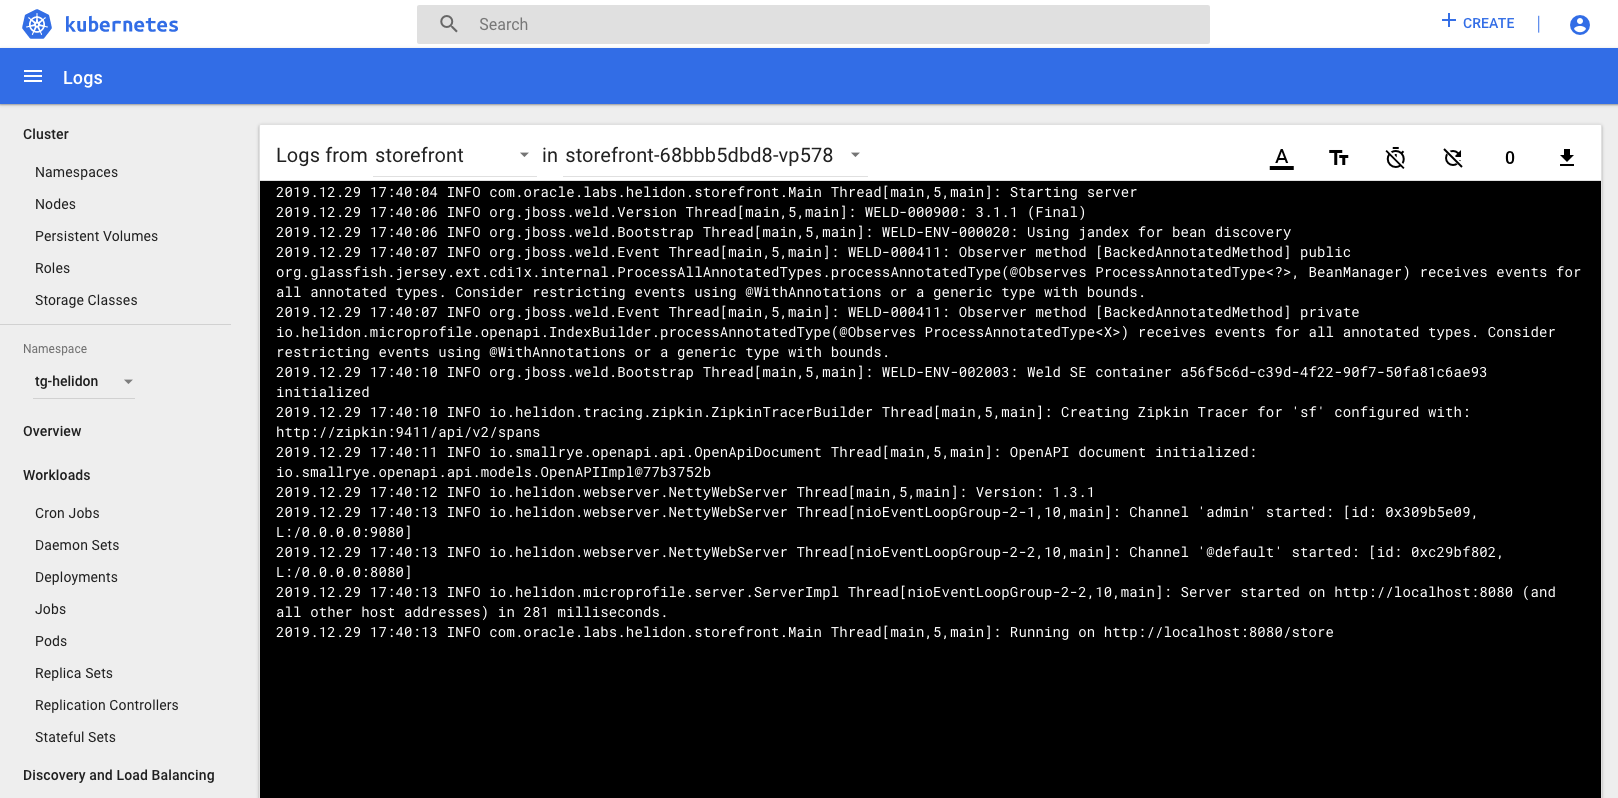 kubernetes
Search
CREATE
Logs
Cluster
Namespaces
Nodes
Persistent Volumes
Roles
Storage Classes
Namespace
tg-helidon
Overview
Workloads
Cron Jobs
Daemon Sets
Deployments
Jobs
Pods
Replica Sets
Replication Controllers
Stateful Sets
Discovery and Load Balancing
Logs from storefront in storefront-68bbb5dbd8-vp578
A Tт 0
2019.12.29 17:40:04 INFO com.oracle.labs.helidon.storefront.Main Thread[main,5,main]: Starting server
2019.12.29 17:40:06 INFO org.jboss.weld.Version Thread[main,5,main]: WELD-000900: 3.1.1 (Final)
2019.12.29 17:40:06 INFO org.jboss.weld.Bootstrap Thread[main,5,main]: WELD-ENV-000020: Using jandex for bean discovery
2019.12.29 17:40:07 INFO org.jboss.weld.Event Thread[main,5,main]: WELD-000411: Observer method [BackedAnnotatedMethod] public
org.glassfish.jersey.ext.cdi1x.internal.ProcessAllAnnotatedTypes.processAnnotatedType(@Observes ProcessAnnotatedType<?>, BeanManager) receives events for
all annotated types. Consider restricting events using @WithAnnotations or a generic type with bounds.
2019.12.29 17:40:07 INFO org.jboss.weld.Event Thread[main,5,main]: WELD-000411: Observer method [BackedAnnotatedMethod] private
io.helidon.microprofile.openapi.IndexBuilder.processAnnotatedType(@Observes ProcessAnnotatedType<X>) receives events for all annotated types. Consider
restricting events using @WithAnnotations or a generic type with bounds.
2019.12.29 17:40:10 INFO org.jboss.weld.Bootstrap Thread[main,5,main]: WELD-ENV-002003: Weld SE container a56f5c6d-c39d-4f22-90f7-50fa81c6ae93
initialized
2019.12.29 17:40:10 INFO io.helidon.tracing.zipkin.ZipkinTracerBuilder Thread[main,5,main]: Creating Zipkin Tracer for 'sf' configured with:
http://zipkin:9411/api/v2/spans
2019.12.29 17:40:11 INFO io.smallrye.openapi.api.OpenApiDocument Thread[main,5,main]: OpenAPI document initialized:
io.smallrye.openapi.api.models.OpenAPIImpl@77b3752b
2019.12.29 17:40:12 INFO io.helidon.webserver.NettyWebServer Thread[main,5,main]: Version: 1.3.1
2019.12.29 17:40:13 INFO io.helidon.webserver.NettyWebServer Thread[nioEventLoopGroup-2-1,10,main]: Channel 'admin' started: [id: 0x309b5e09,
L:/0.0.0.0:9080]
2019.12.29 17:40:13 INFO io.helidon.webserver.NettyWebServer Thread[nioEventLoopGroup-2-2,10,main]: Channel '@default' started: [id: 0xc29bf802,
L:/0.0.0.0:8080]
2019.12.29 17:40:13 INFO io.helidon.microprofile.server.ServerImpl Thread[nioEventLoopGroup-2-2,10,main]: Server started on http://localhost:8080 (and
all other host addresses) in 281 milliseconds.
2019.12.29 17:40:13 INFO com.oracle.labs.helidon.storefront.Main Thread[main,5,main]: Running on http://localhost:8080/store